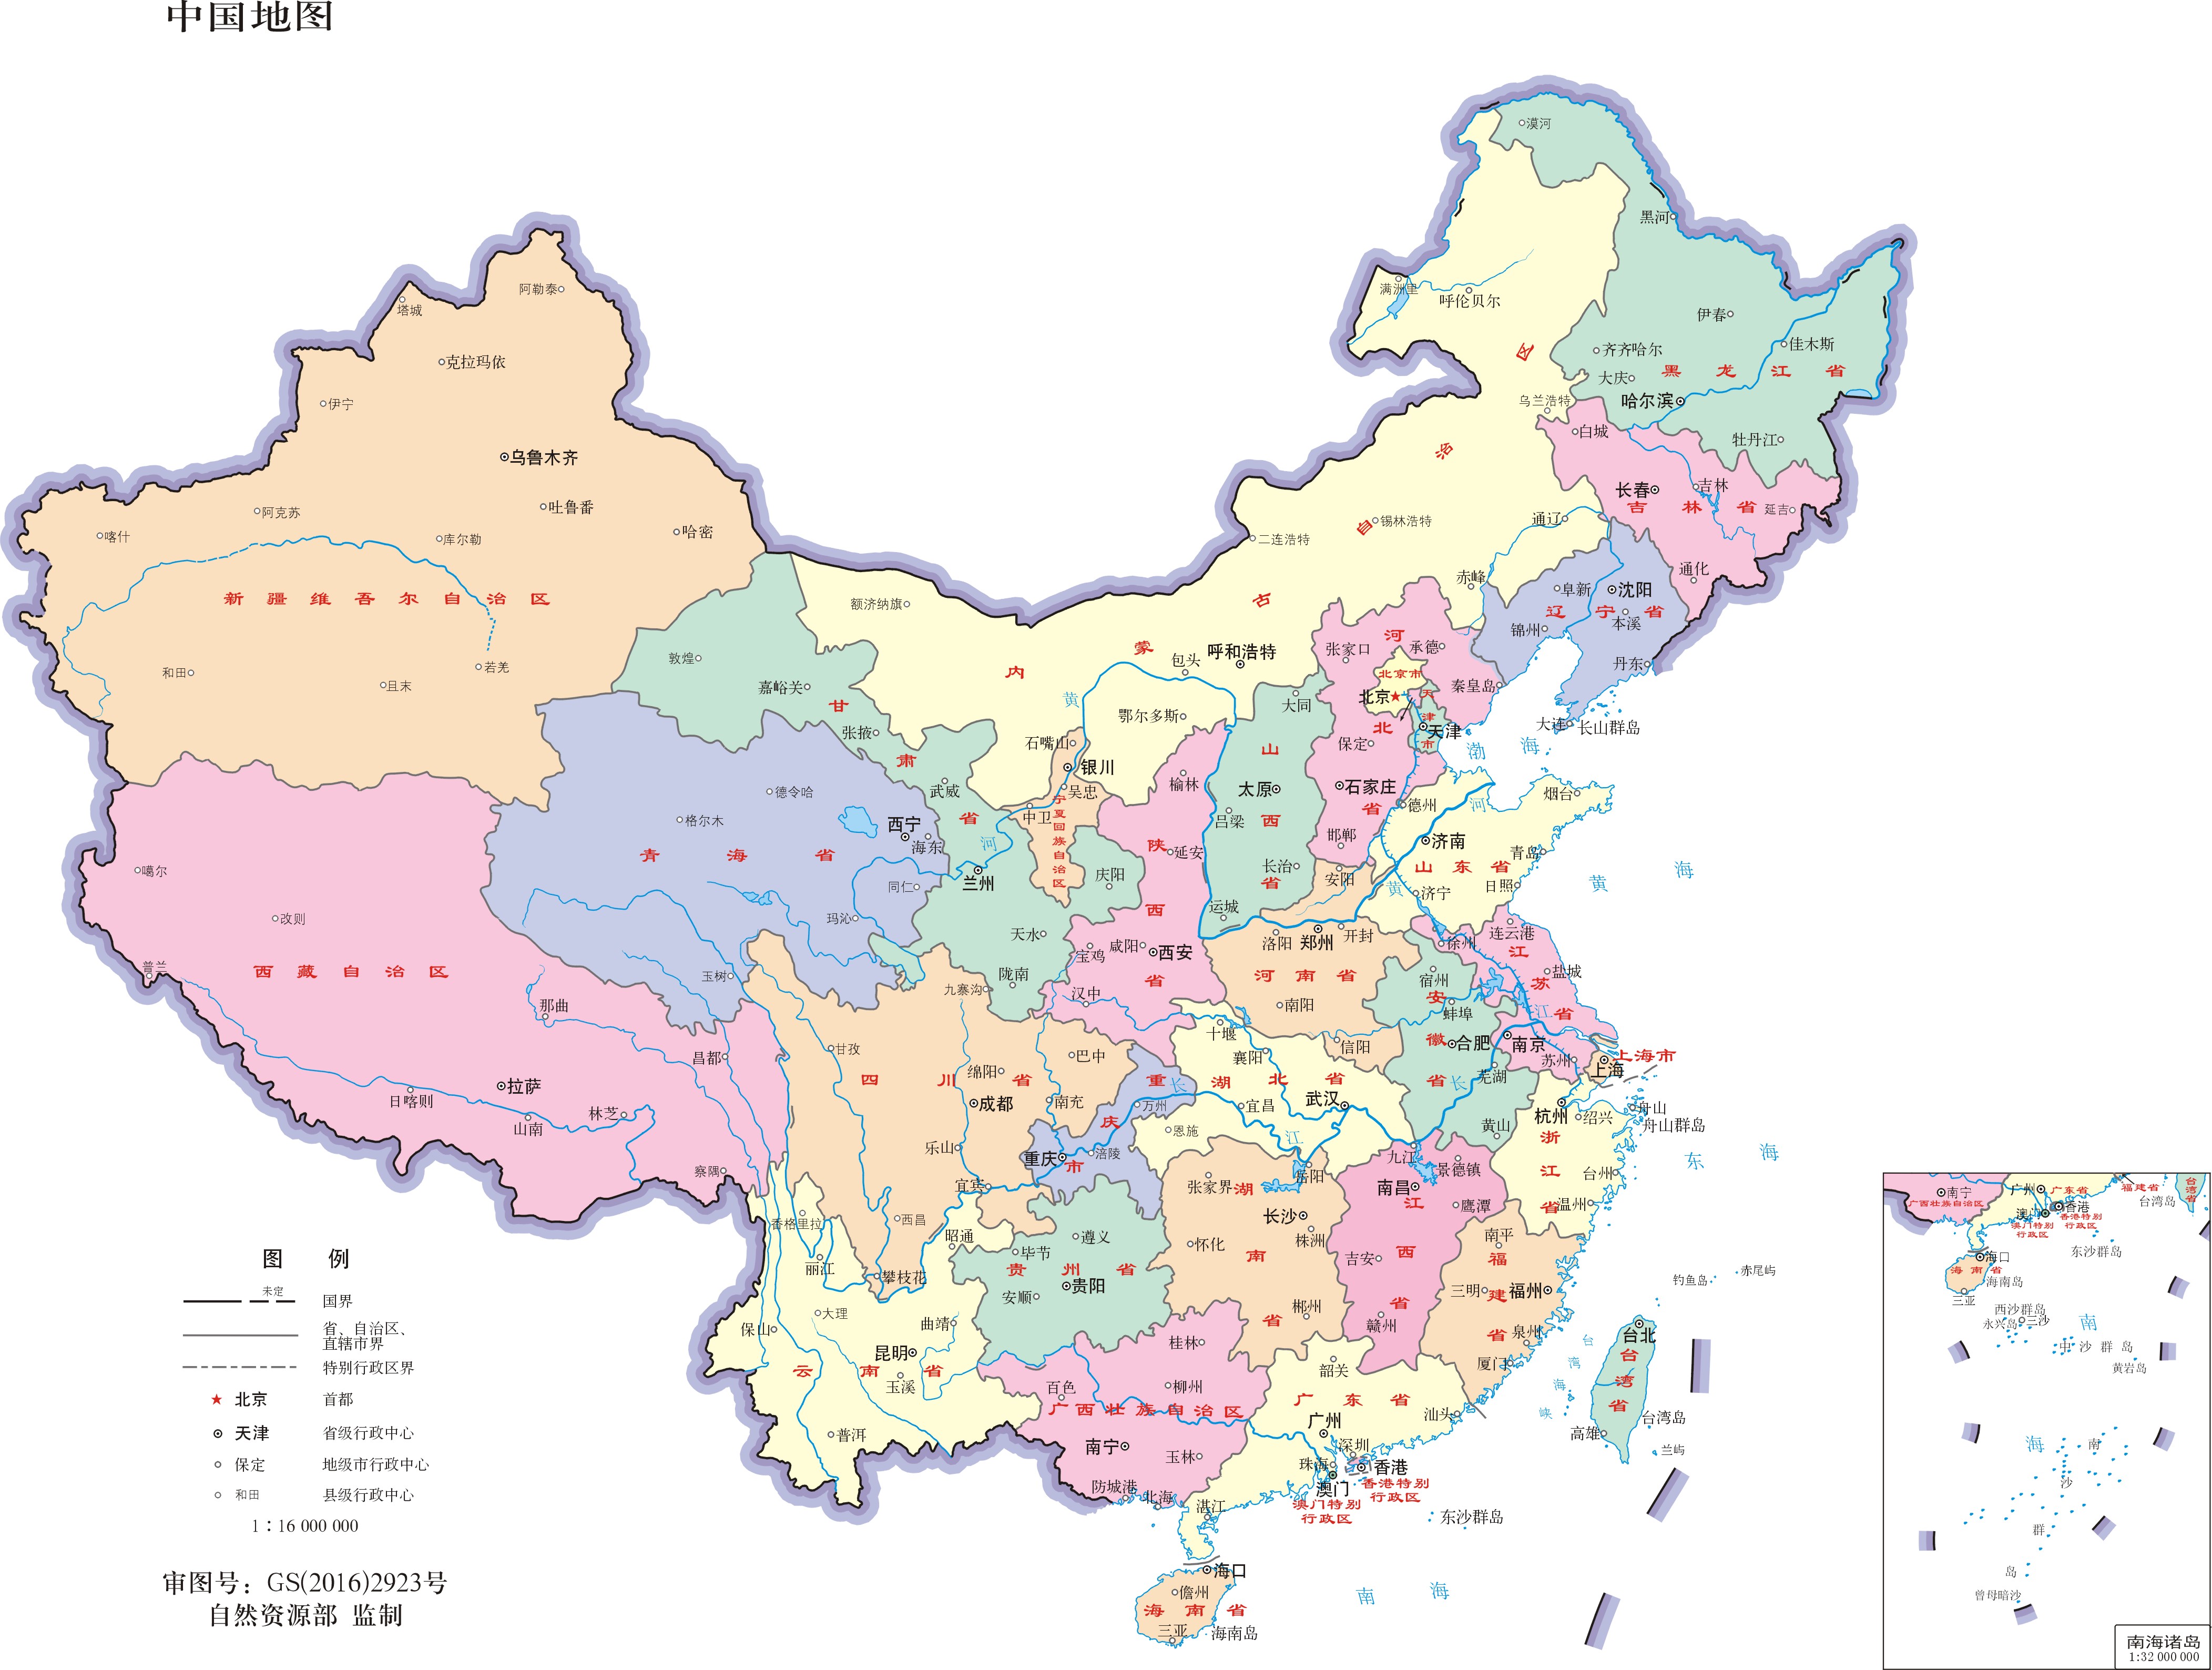 中国地图
漠河
黑河
满洲里
呼伦贝尔
伊春
齐齐哈尔
佳木斯
大庆
黑龙江省
哈尔滨
牡丹江
乌兰浩特
白城
长春
吉林
吉林省
延吉
通化
通辽
锡林浩特
二连浩特
赤峰
阜新
沈阳
辽宁省
本溪
锦州
丹东
大连
长山群岛
内蒙古自治区
额济纳旗
包头
呼和浩特
鄂尔多斯
阿勒泰
塔城
克拉玛依
伊宁
乌鲁木齐
吐鲁番
哈密
阿克苏
喀什
库尔勒
新疆维吾尔自治区
和田
且末
若羌
敦煌
嘉峪关
张掖
甘肃省
武威
兰州
庆阳
天水
陇南
石嘴山
银川
吴忠
中卫
宁夏回族自治区
德令哈
格尔木
西宁
海东
青海省
同仁
玛沁
玉树
噶尔
改则
普兰
西藏自治区
那曲
昌都
拉萨
日喀则
山南
林芝
察隅
河北省
张家口
承德
北京市
北京
天津市
天津
秦皇岛
保定
石家庄
邯郸
渤海
大同
山西省
太原
吕梁
长治
运城
榆林
陕西省
延安
咸阳
西安
宝鸡
汉中
黄河
德州
济南
烟台
青岛
山东省
日照
济宁
黄海
安阳
洛阳
郑州
开封
河南省
南阳
信阳
连云港
徐州
江苏省
盐城
南京
苏州
宿州
安徽省
蚌埠
合肥
芜湖
黄山
上海市
上海
杭州
绍兴
舟山
舟山群岛
浙江省
台州
温州
东海
九寨沟
甘孜
巴中
绵阳
四川省
成都
南充
乐山
宜宾
西昌
攀枝花
重庆市
万州
涪陵
重庆
十堰
襄阳
湖北省
武汉
宜昌
恩施
长江
张家界
岳阳
湖南省
长沙
株洲
怀化
郴州
九江
景德镇
南昌
鹰潭
江西省
吉安
赣州
南平
福建省
三明
福州
泉州
厦门
台湾海峡
钓鱼岛
赤尾屿
台北
台湾省
台湾岛
高雄
兰屿
香格里拉
丽江
昭通
大理
保山
曲靖
昆明
云南省
玉溪
普洱
毕节
遵义
贵州省
贵阳
安顺
桂林
百色
柳州
广西壮族自治区
南宁
玉林
防城港
北海
韶关
广东省
广州
汕头
深圳
珠海
香港
澳门
香港特别
行政区
澳门特别
行政区
湛江
东沙群岛
海口
儋州
海南省
三亚
海南岛
南海
图例
未定
国界
省、自治区、
直辖市界
特别行政区界
北京 首都
天津 省级行政中心
保定 地级市行政中心
和田 县级行政中心
1：16 000 000
审图号：GS(2016)2923号
自然资源部 监制
南宁
广西壮族自治区
广州
广东省
福建省
台湾省
台湾岛
香港
澳门
香港特别
行政区
澳门特别
行政区
东沙群岛
海口
海南省
海南岛
三亚
西沙群岛
永兴岛
三沙
中沙群岛
黄岩岛
南海
南沙群岛
曾母暗沙
南海诸岛
1:32 000 000